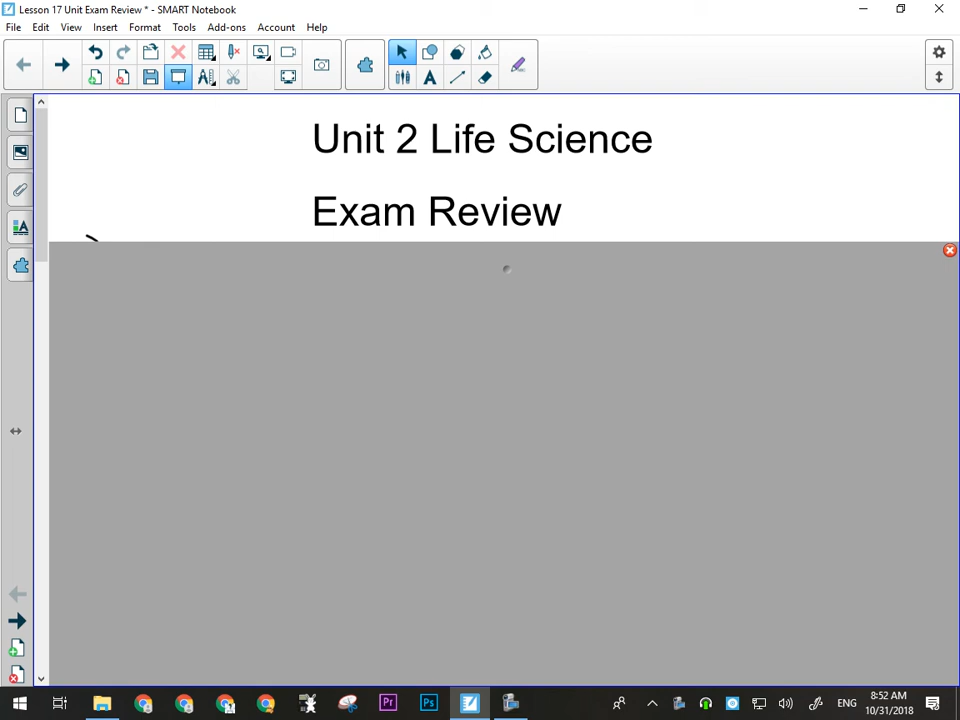 Lesson 17 Unit Exam Review * - SMART Notebook
File Edit View Insert Format Tools Add-ons Account Help
Unit 2 Life Science
Exam Review
ENG
8:52 AM
10/31/2018